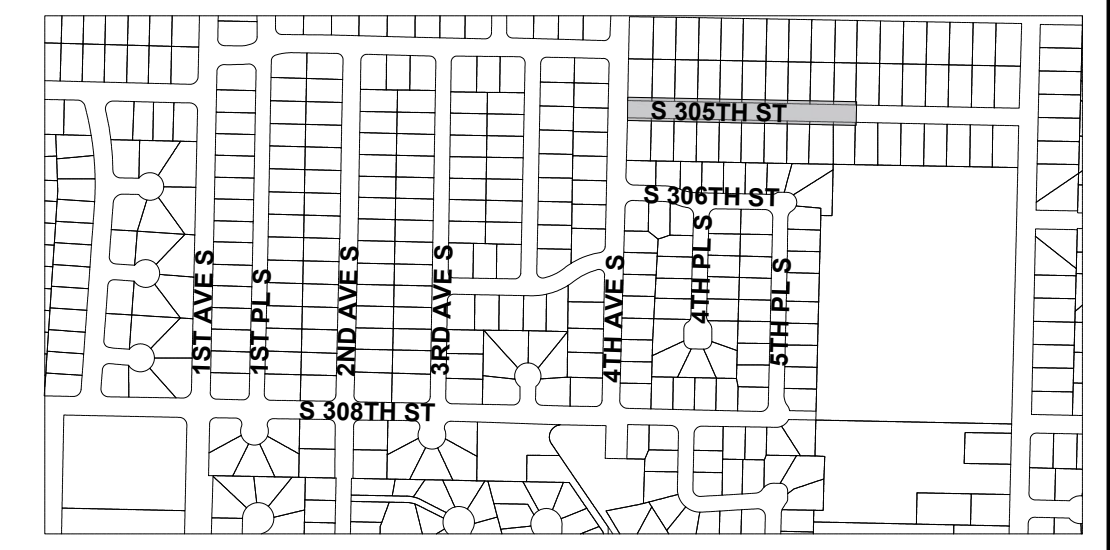 S 305TH ST
S 306TH ST
1ST AVE S
1ST PL S
2ND AVE S
3RD AVE S
4TH AVE S
4TH PL S
5TH PL S
S 308TH ST